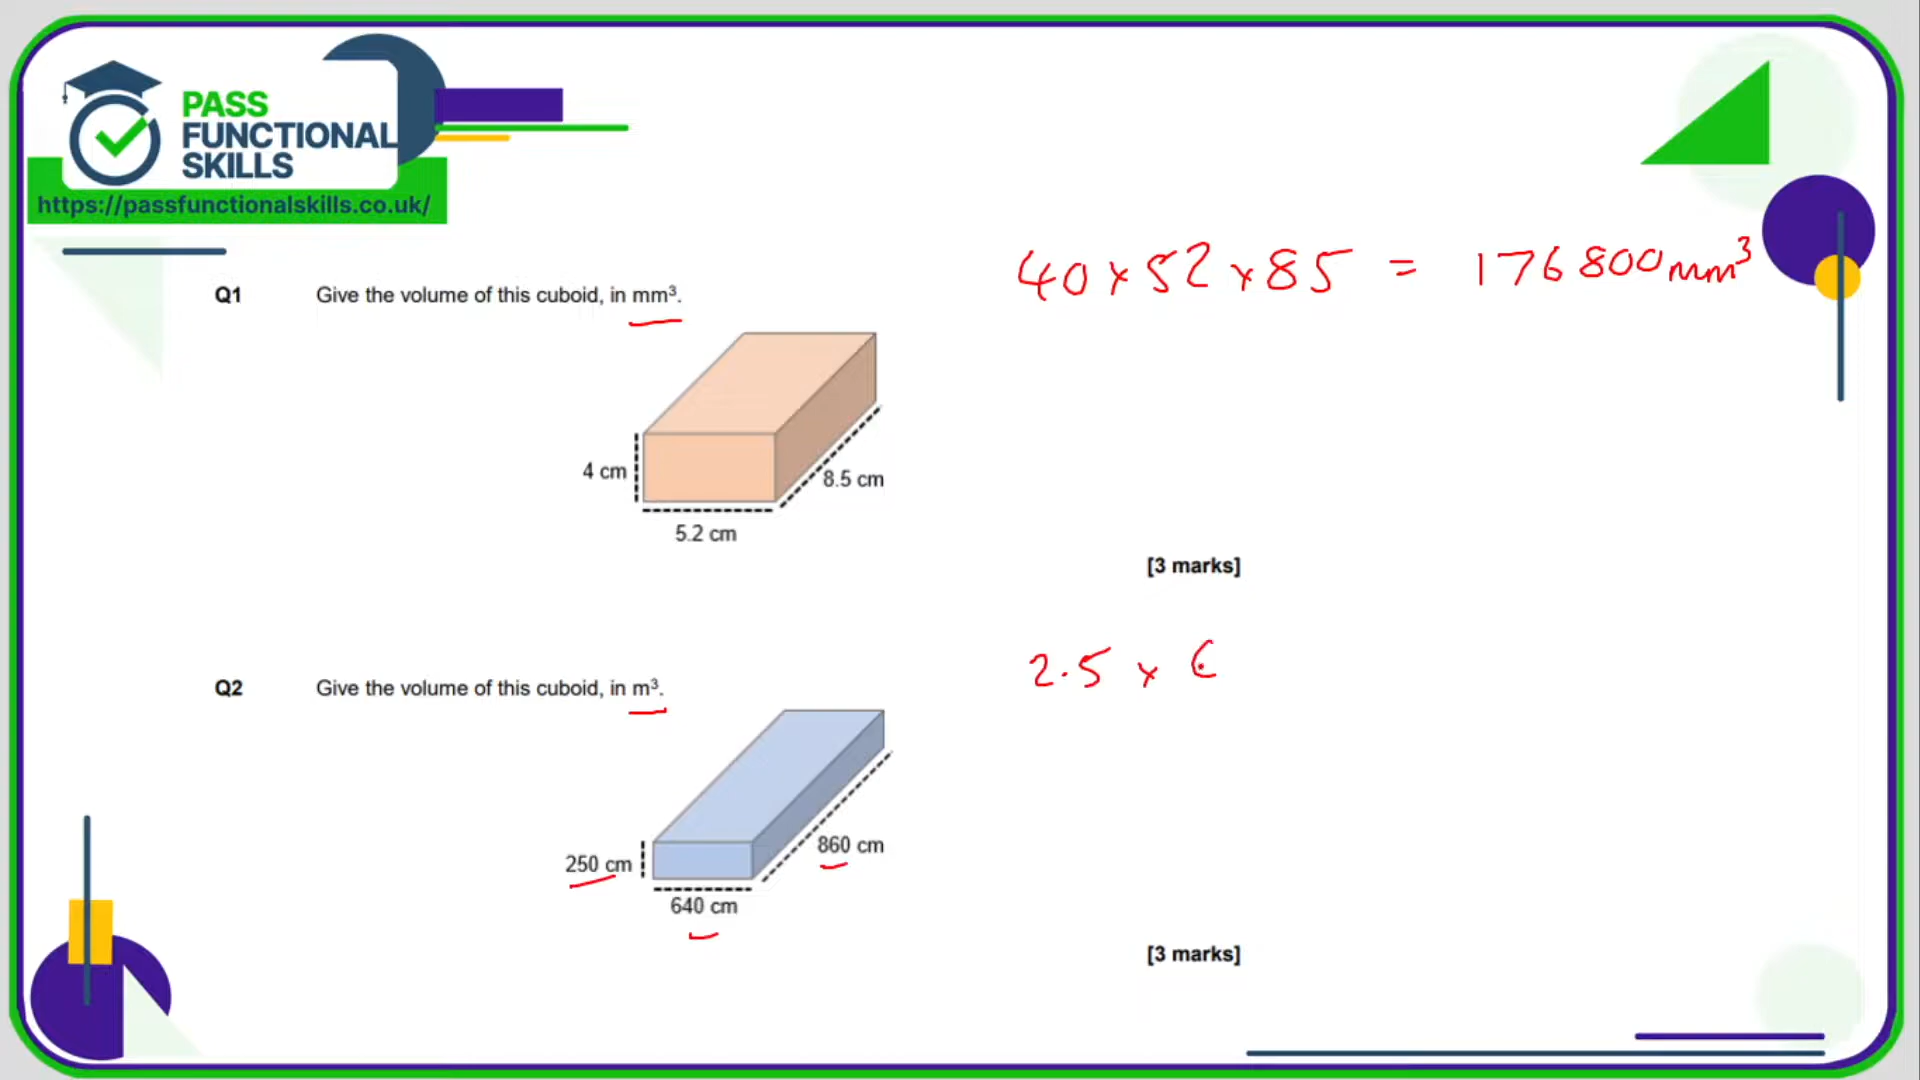 PASS
FUNCTIONAL
SKILLS
https://passfunctionalskills.co.uk/
40 x 52 x 85 = 176800mm³
Q1 Give the volume of this cuboid, in mm³.
4 cm
8.5 cm
5.2 cm
[3 marks]
2.5 x 6
Q2 Give the volume of this cuboid, in m³.
860 cm
250 cm
640 cm
[3 marks]